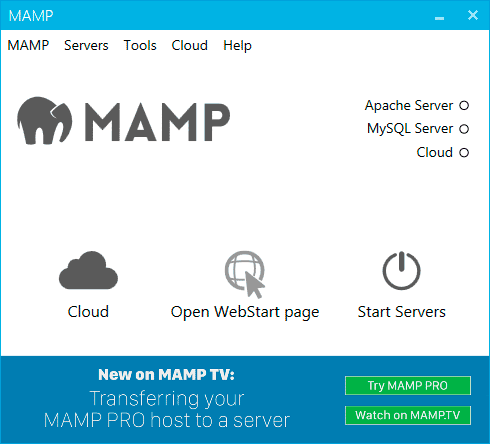 MAMP
MAMP Servers Tools Cloud Help
MAMP
Apache Server
MySQL Server
Cloud
Cloud
Open WebStart page
Start Servers
New on MAMP TV:
Transferring your
MAMP PRO host to a server
Try MAMP PRO
Watch on MAMP.TV